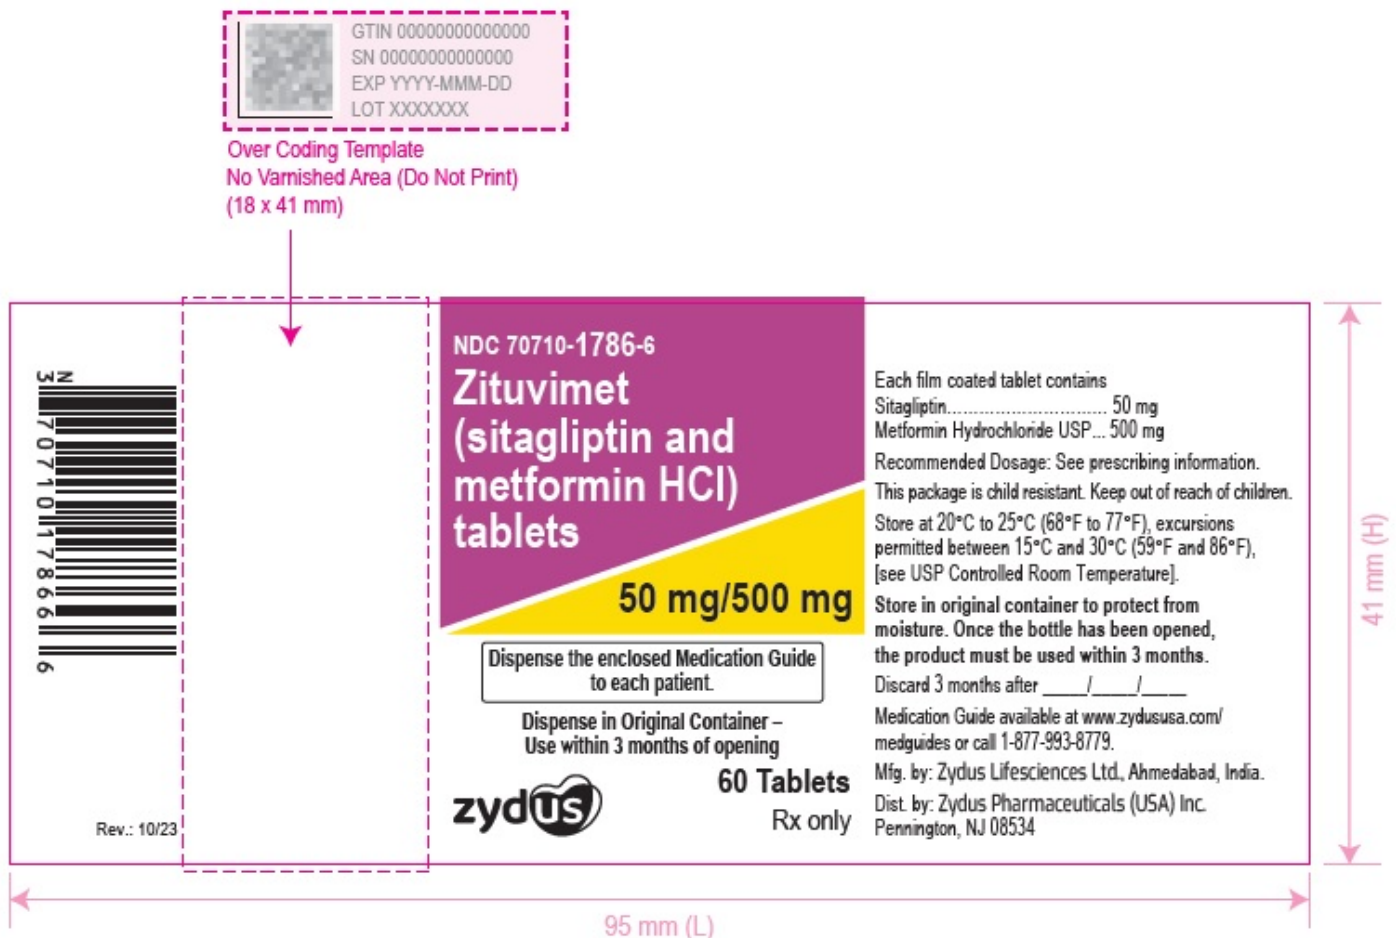 GTIN 00000000000000
SN 00000000000000
EXP YYYY-MMM-DD
LOT XXXXXXX
Over Coding Template
No Varnished Area (Do Not Print)
(18 x 41 mm)
N
3 70710 17866 6
Rev.: 10/23
NDC 70710-1786-6
Zituvimet
(sitagliptin and
metformin HCl)
tablets
50 mg/500 mg
Dispense the enclosed Medication Guide
to each patient.
Dispense in Original Container –
Use within 3 months of opening
60 Tablets
zydus
Rx only
Each film coated tablet contains
Sitagliptin.............................. 50 mg
Metformin Hydrochloride USP... 500 mg
Recommended Dosage: See prescribing information.
This package is child resistant. Keep out of reach of children.
Store at 20°C to 25°C (68°F to 77°F), excursions
permitted between 15°C and 30°C (59°F and 86°F),
[see USP Controlled Room Temperature].
Store in original container to protect from
moisture. Once the bottle has been opened,
the product must be used within 3 months.
Discard 3 months after _____/_____/_____
Medication Guide available at www.zydususa.com/
medguides or call 1-877-993-8779.
Mfg. by: Zydus Lifesciences Ltd., Ahmedabad, India.
Dist. by: Zydus Pharmaceuticals (USA) Inc.
Pennington, NJ 08534
41 mm (H)
95 mm (L)